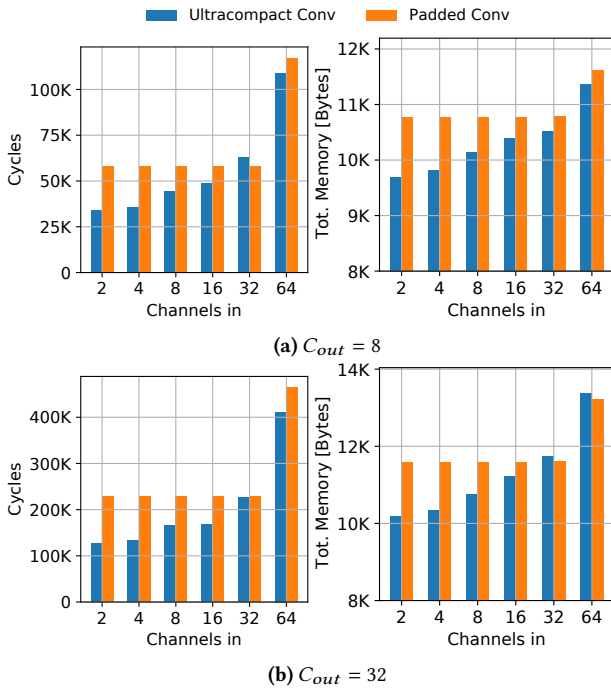 Ultracompact Conv Padded Conv
100K
75K
50K
25K
0
Cycles
2 4 8 16 32 64
Channels in
12K
11K
10K
9K
8K
Tot. Memory [Bytes]
2 4 8 16 32 64
Channels in
(a) C_out = 8
400K
300K
200K
100K
0
Cycles
2 4 8 16 32 64
Channels in
14K
12K
10K
8K
Tot. Memory [Bytes]
2 4 8 16 32 64
Channels in
(b) C_out = 32